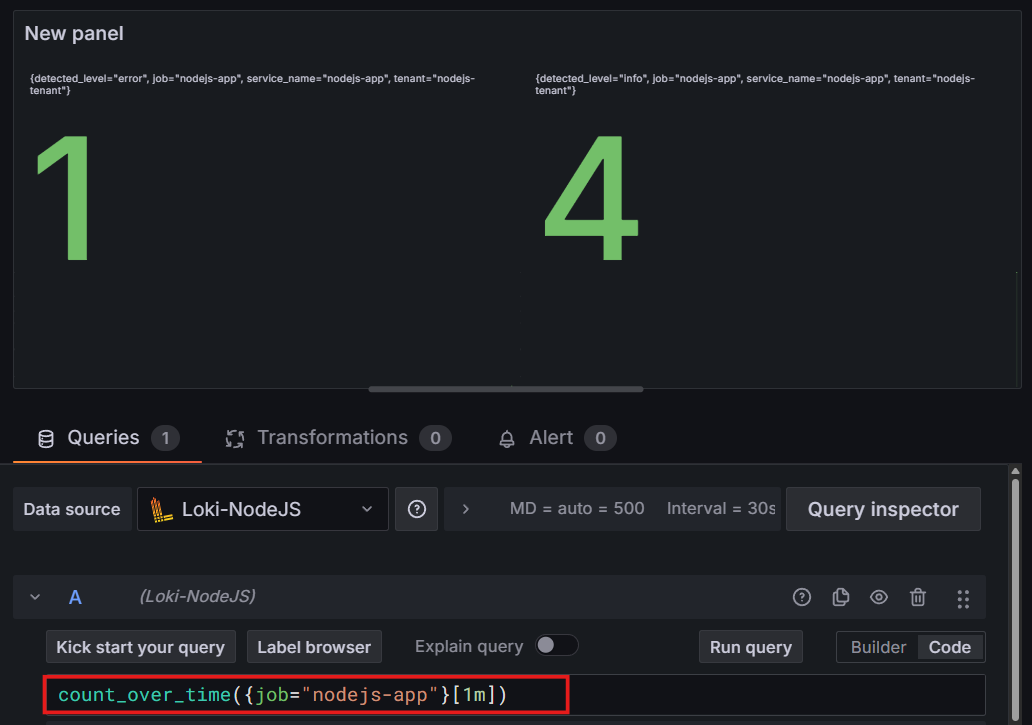 New panel
{detected_level="error", job="nodejs-app", service_name="nodejs-app", tenant="nodejs-
tenant"}
1
{detected_level="info", job="nodejs-app", service_name="nodejs-app", tenant="nodejs-
tenant"}
4
Queries 1 Transformations 0 Alert 0
Data source Loki-NodeJS MD = auto = 500 Interval = 30s Query inspector
A (Loki-NodeJS)
Kick start your query Label browser Explain query Run query Builder Code
count_over_time({job="nodejs-app"}[1m])